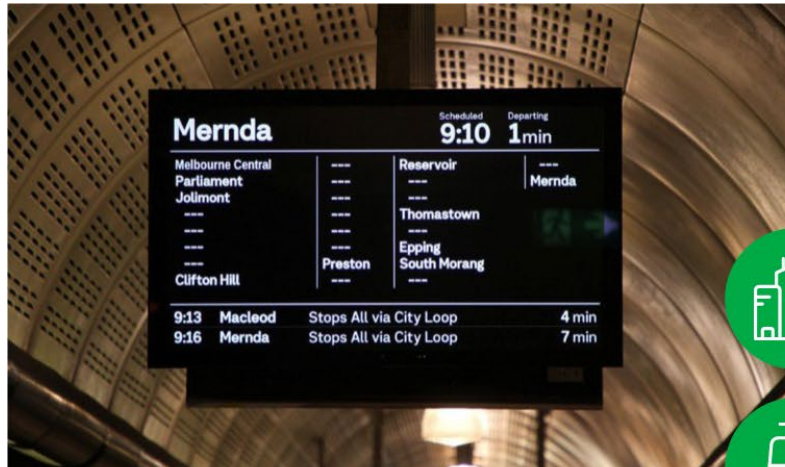 Mernda
Scheduled
9:10
Departing
1min
Melbourne Central
Parliament
Jolimont
---
---
---
---
Clifton Hill
---
---
---
---
---
---
Preston
---
Reservoir
---
---
Thomastown
---
Epping
South Morang
---
---
Mernda
9:13 Macleod Stops All via City Loop 4 min
9:16 Mernda Stops All via City Loop 7 min